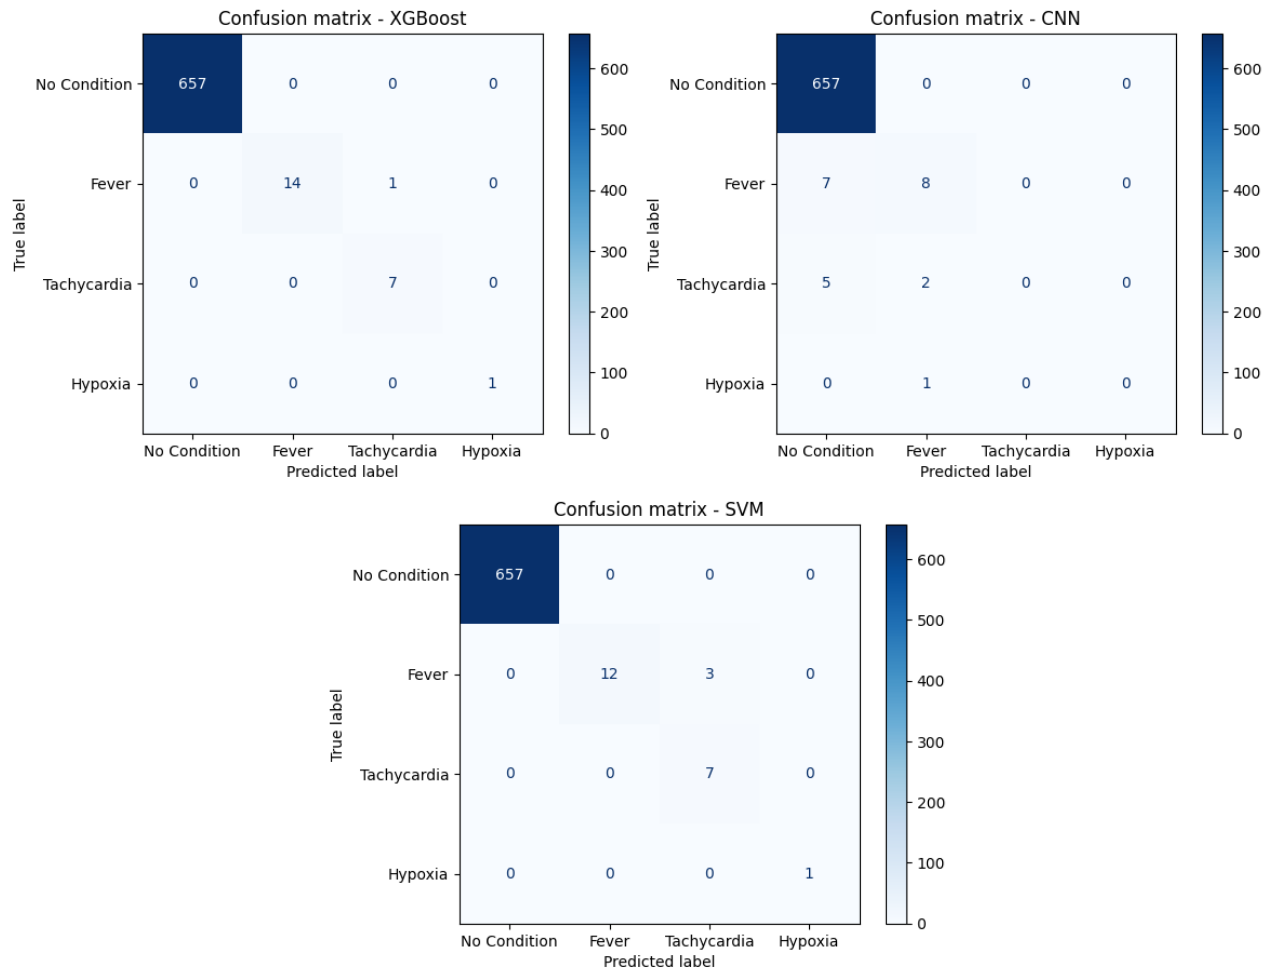 Confusion matrix - XGBoost
No Condition 657 0 0 0
Fever 0 14 1 0
Tachycardia 0 0 7 0
Hypoxia 0 0 0 1
No Condition Fever Tachycardia Hypoxia
Predicted label
True label
600
500
400
300
200
100
0
Confusion matrix - CNN
No Condition 657 0 0 0
Fever 7 8 0 0
Tachycardia 5 2 0 0
Hypoxia 0 1 0 0
No Condition Fever Tachycardia Hypoxia
Predicted label
True label
600
500
400
300
200
100
0
Confusion matrix - SVM
No Condition 657 0 0 0
Fever 0 12 3 0
Tachycardia 0 0 7 0
Hypoxia 0 0 0 1
No Condition Fever Tachycardia Hypoxia
Predicted label
True label
600
500
400
300
200
100
0